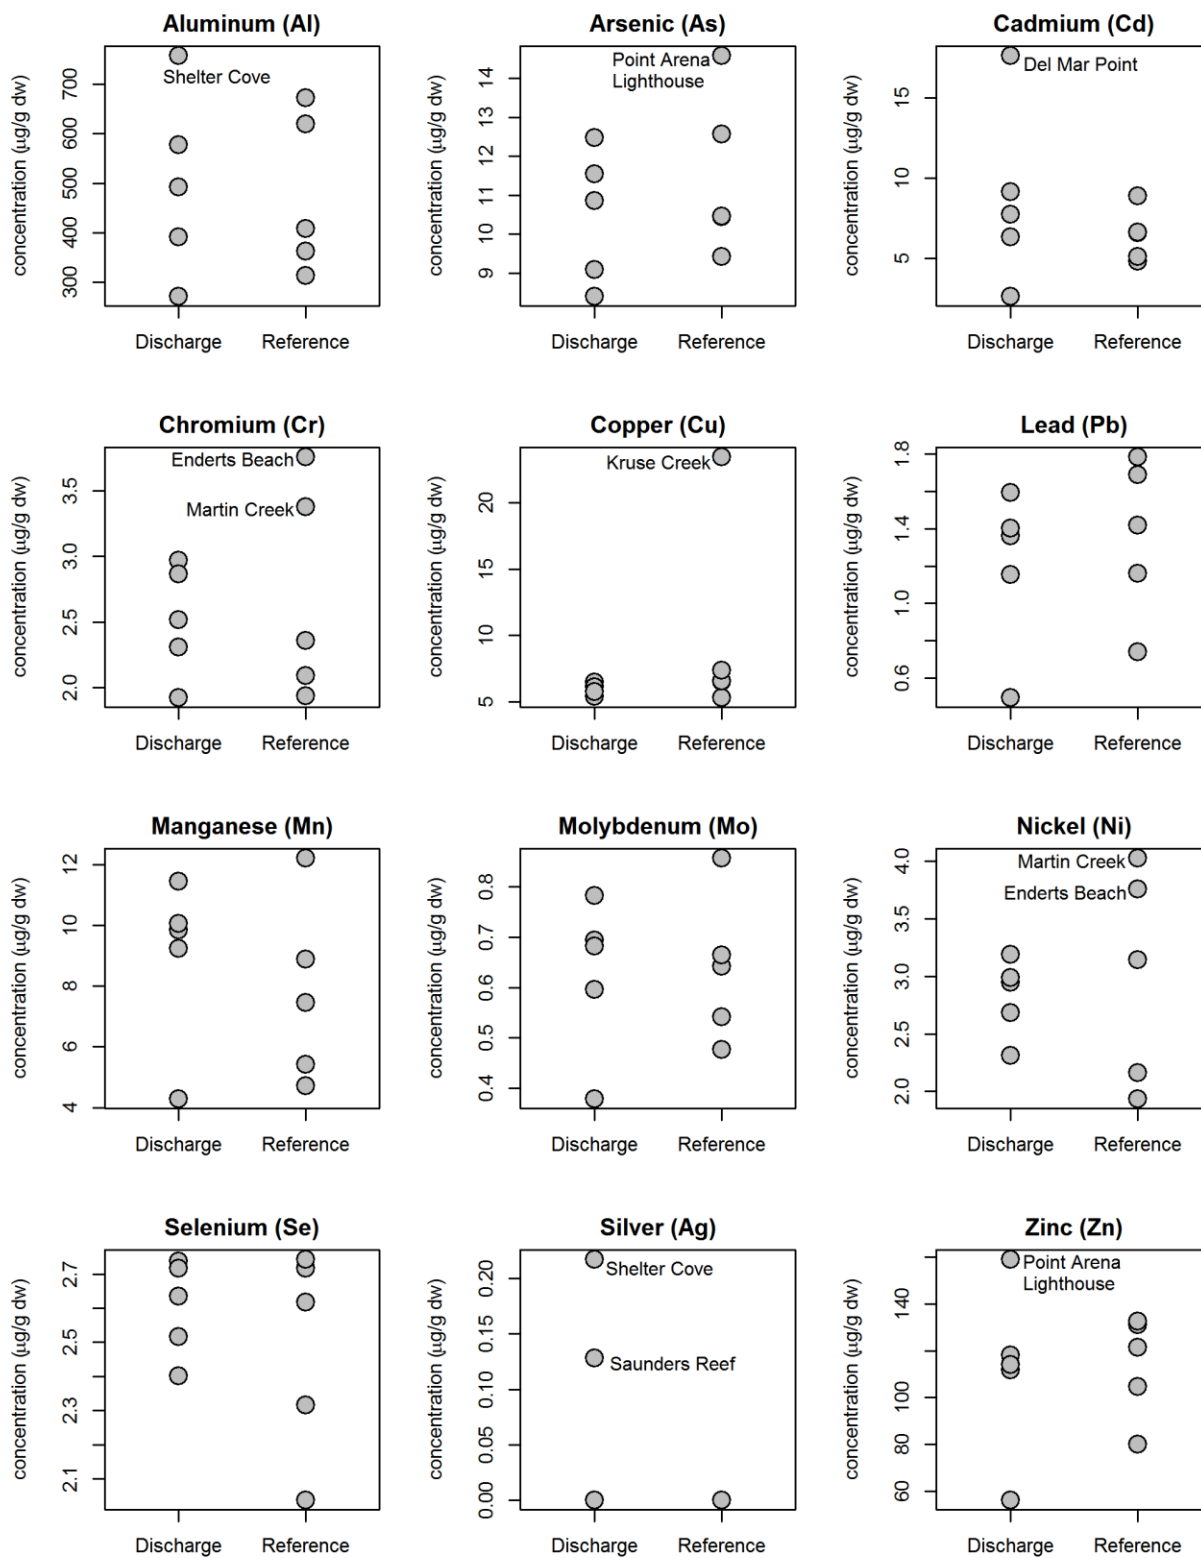 Aluminum (Al)
concentration (µg/g dw)
700
600
500
400
300
Shelter Cove
Discharge
Reference
Arsenic (As)
concentration (µg/g dw)
14
13
12
11
10
9
Point Arena
Lighthouse
Discharge
Reference
Cadmium (Cd)
concentration (µg/g dw)
15
10
5
Del Mar Point
Discharge
Reference
Chromium (Cr)
concentration (µg/g dw)
3.5
3.0
2.5
2.0
Enderts Beach
Martin Creek
Discharge
Reference
Copper (Cu)
concentration (µg/g dw)
20
15
10
5
Kruse Creek
Discharge
Reference
Lead (Pb)
concentration (µg/g dw)
1.8
1.4
1.0
0.6
Discharge
Reference
Manganese (Mn)
concentration (µg/g dw)
12
10
8
6
4
Discharge
Reference
Molybdenum (Mo)
concentration (µg/g dw)
0.8
0.7
0.6
0.5
0.4
Discharge
Reference
Nickel (Ni)
concentration (µg/g dw)
4.0
3.5
3.0
2.5
2.0
Martin Creek
Enderts Beach
Discharge
Reference
Selenium (Se)
concentration (µg/g dw)
2.7
2.5
2.3
2.1
Discharge
Reference
Silver (Ag)
concentration (µg/g dw)
0.20
0.15
0.10
0.05
0.00
Shelter Cove
Saunders Reef
Discharge
Reference
Zinc (Zn)
concentration (µg/g dw)
140
100
80
60
Point Arena
Lighthouse
Discharge
Reference